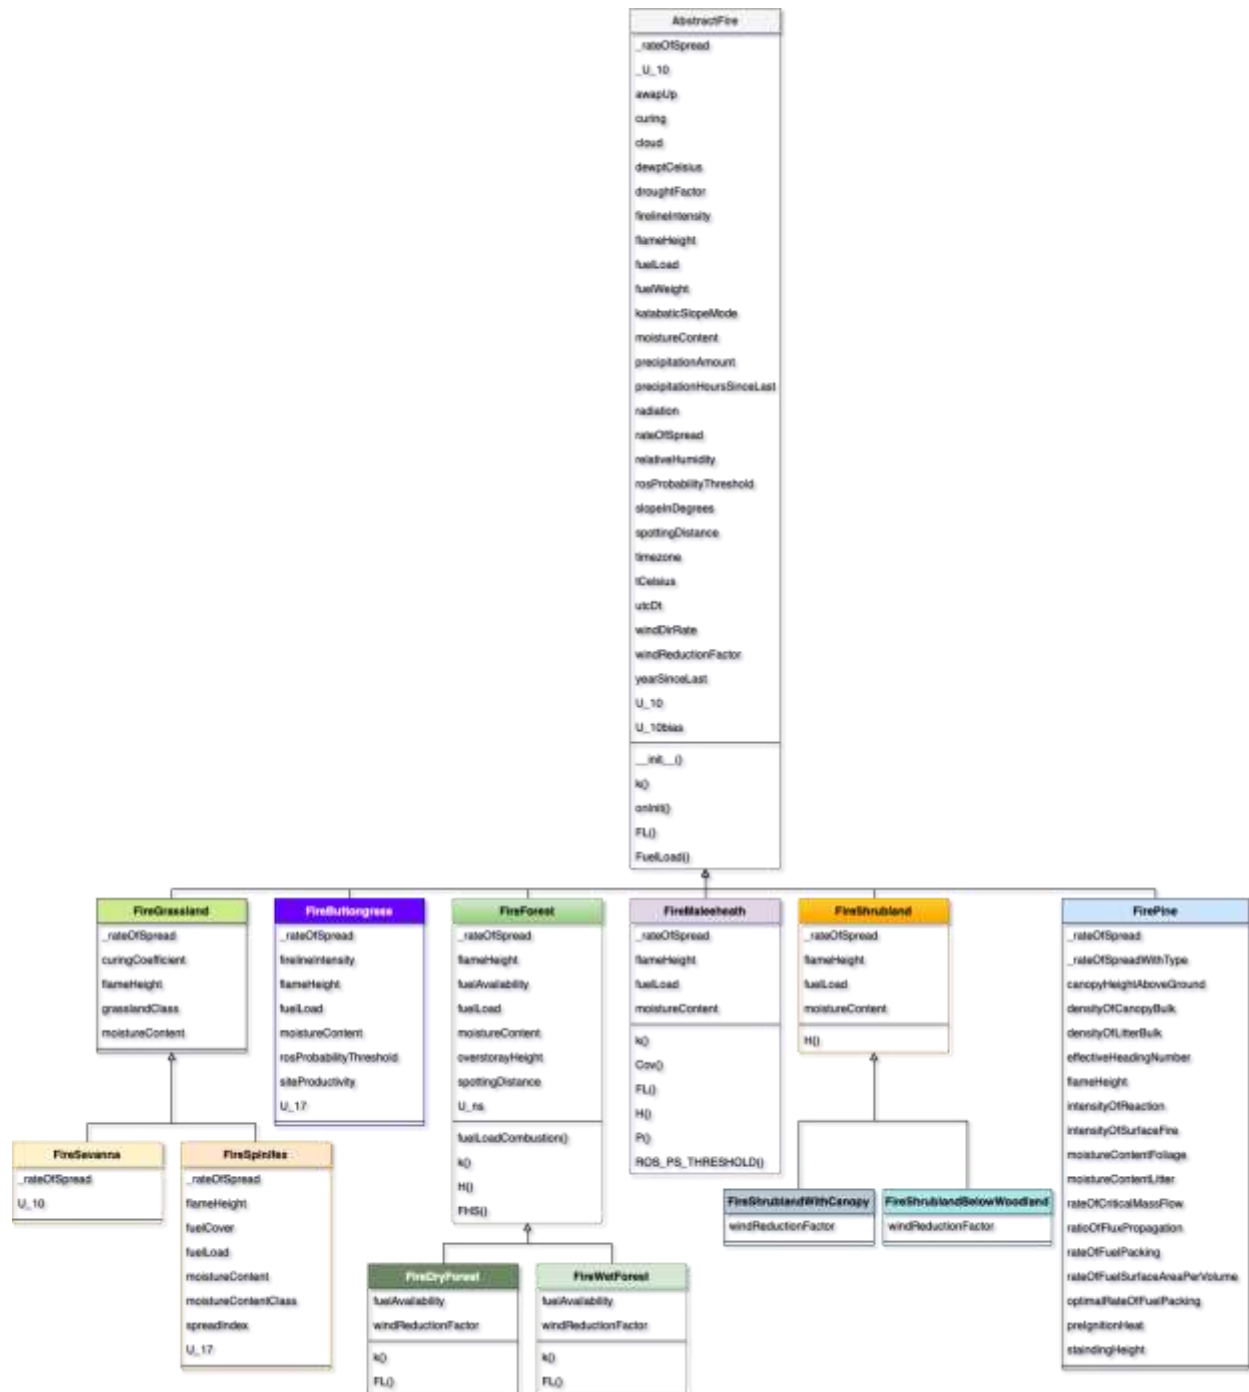 AbstractFire
_rateOfSpread
_U_10
awapUp
curing
cloud
dewptCelsius
droughtFactor
firelineIntensity
flameHeight
fuelLoad
fuelWeight
katabaticSlopeMode
moistureContent
precipitationAmount
precipitationHoursSinceLast
radiation
rateOfSpread
relativeHumidity
rosProbabilityThreshold
slopeInDegrees
spottingDistance
timezone
tCelsius
utcDt
windDirRate
windReductionFactor
yearSinceLast
U_10
U_10bias
__init__()
k()
onInit()
FL()
FuelLoad()
FireGrassland
_rateOfSpread
curingCoefficient
flameHeight
grasslandClass
moistureContent
FireButtongrass
_rateOfSpread
firelineIntensity
flameHeight
fuelLoad
moistureContent
rosProbabilityThreshold
siteProductivity
U_17
FireForest
_rateOfSpread
flameHeight
fuelAvailability
fuelLoad
moistureContent
overstorayHeight
spottingDistance
U_ns
fuelLoadCombustion()
k()
H()
FHS()
FireMaleeheath
_rateOfSpread
flameHeight
fuelLoad
moistureContent
k()
Cov()
FL()
H()
P()
ROS_PS_THRESHOLD()
FireShrubland
_rateOfSpread
flameHeight
fuelLoad
moistureContent
H()
FirePine
_rateOfSpread
_rateOfSpreadWithType
canopyHeightAboveGround
densityOfCanopyBulk
densityOfLitterBulk
effectiveHeadingNumber
flameHeight
intensityOfReaction
intensityOfSurfaceFire
moistureContentFoliage
moistureContentLitter
rateOfCriticalMassFlow
ratioOfFluxPropagation
rateOfFuelPacking
rateOfFuelSurfaceAreaPerVolume
optimalRateOfFuelPacking
preIgnitionHeat
staindingHeight
FireSavanna
_rateOfSpread
U_10
FireSpinifex
_rateOfSpread
flameHeight
fuelCover
fuelLoad
moistureContent
moistureContentClass
spreadIndex
U_17
FireDryForest
fuelAvailability
windReductionFactor
k()
FL()
FireWetForest
fuelAvailability
windReductionFactor
k()
FL()
FireShrublandWithCanopy
windReductionFactor
FireShrublandBelowWoodland
windReductionFactor